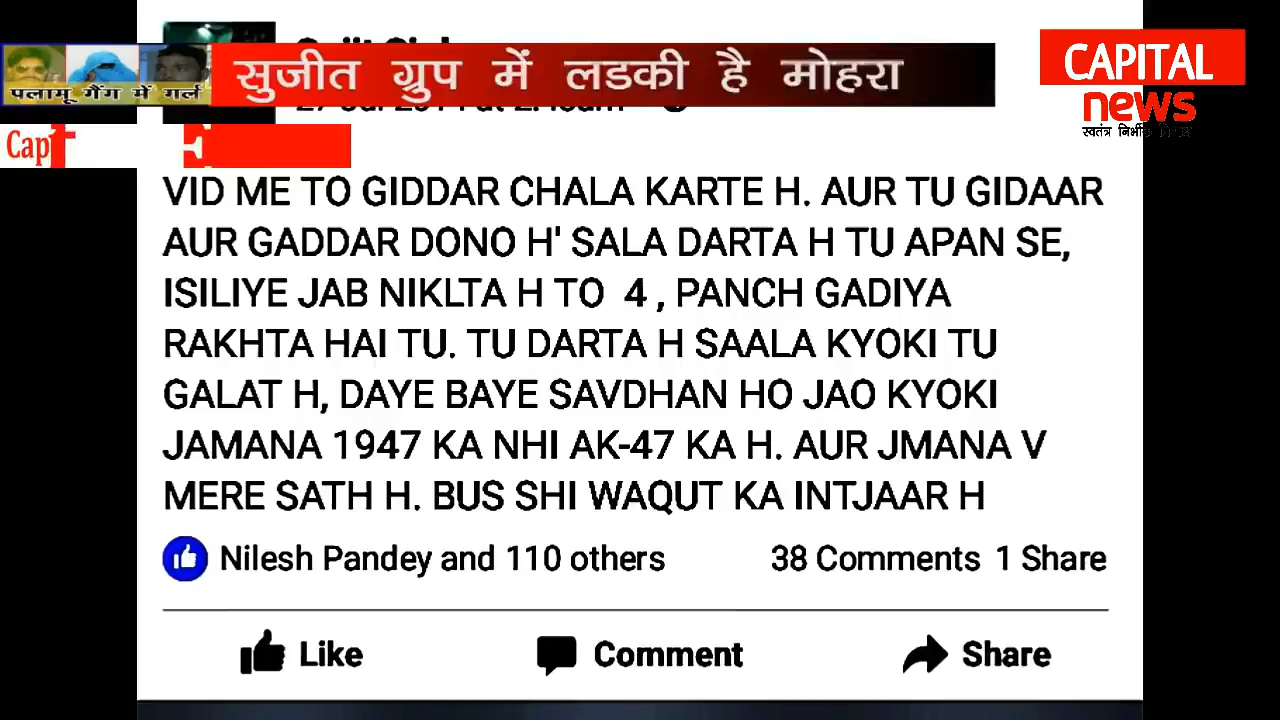 सुजीत ग्रुप में लडकी है मोहरा
पलामू गैंग में गर्ल
CAPITAL
news
स्वतंत्र निर्भीक
Cap
VID ME TO GIDDAR CHALA KARTE H. AUR TU GIDAAR
AUR GADDAR DONO H' SALA DARTA H TU APAN SE,
ISILIYE JAB NIKLTA H TO 4 , PANCH GADIYA
RAKHTA HAI TU. TU DARTA H SAALA KYOKI TU
GALAT H, DAYE BAYE SAVDHAN HO JAO KYOKI
JAMANA 1947 KA NHI AK-47 KA H. AUR JMANA V
MERE SATH H. BUS SHI WAQUT KA INTJAAR H
Nilesh Pandey and 110 others 38 Comments 1 Share
Like Comment Share